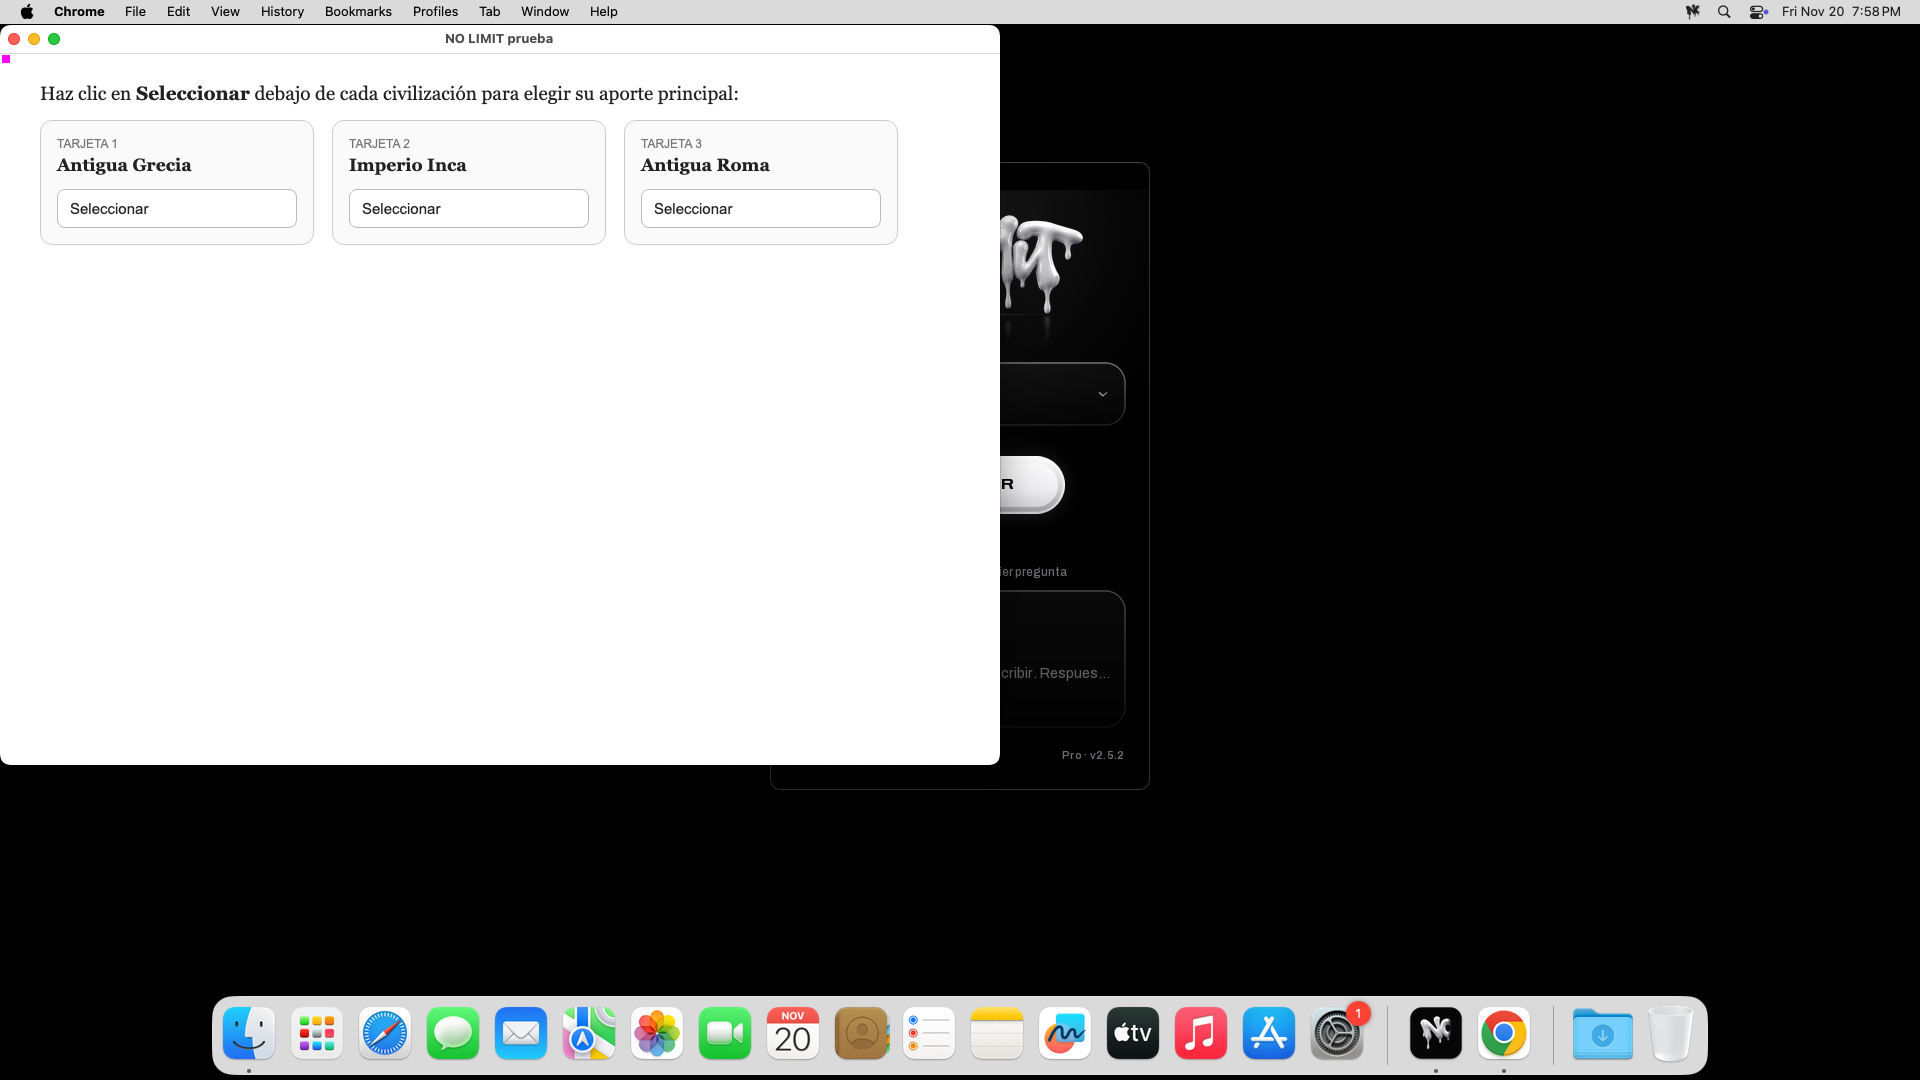 Chrome File Edit View History Bookmarks Profiles Tab Window Help Fri Nov 20 7:58 PM
NO LIMIT prueba
Haz clic en Seleccionar debajo de cada civilización para elegir su aporte principal:
TARJETA 1
Antigua Grecia
Seleccionar
TARJETA 2
Imperio Inca
Seleccionar
TARJETA 3
Antigua Roma
Seleccionar
R
ier pregunta
cribir. Respues...
Pro · v2.5.2
NOV
20
tv
1